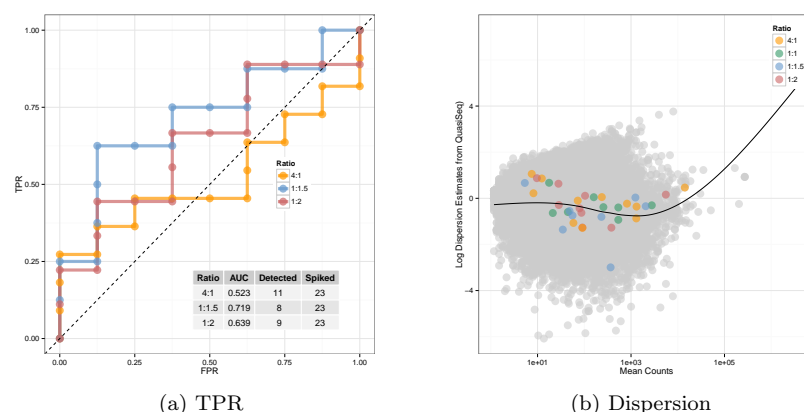 1.00
0.75
0.50
0.25
0.00
TPR
0.00 0.25 0.50 0.75 1.00
FPR
Ratio
4:1
1:1.5
1:2
Ratio AUC Detected Spiked
4:1 0.523 11 23
1:1.5 0.719 8 23
1:2 0.639 9 23
(a) TPR
Ratio
4:1
1:1
1:1.5
1:2
4
0
−4
Log Dispersion Estimates from QuasiSeq
1e+01 1e+03 1e+05
Mean Counts
(b) Dispersion